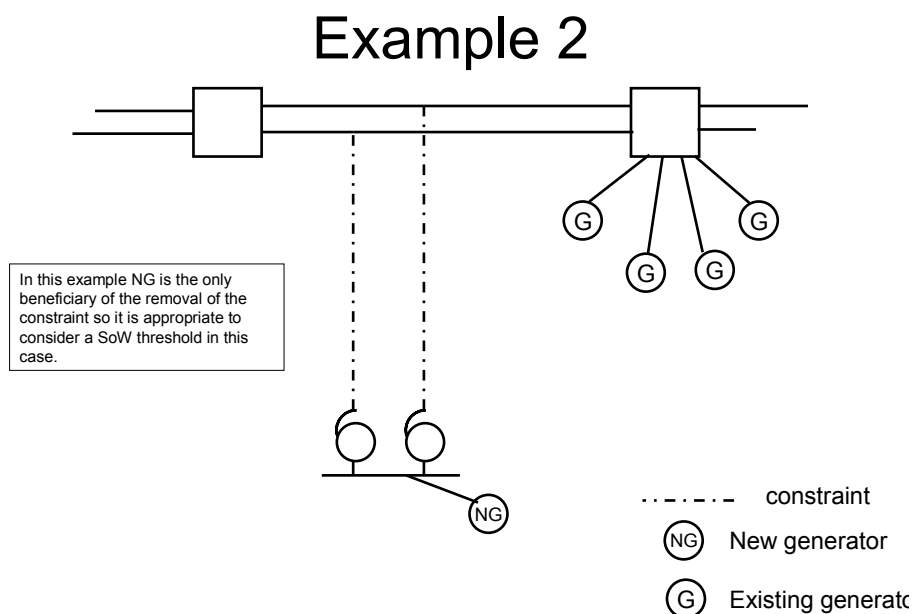 Example 2
G
G
G
G
In this example NG is the only
beneficiary of the removal of the
constraint so it is appropriate to
consider a SoW threshold in this
case.
NG
constraint
NG New generator
G Existing generato